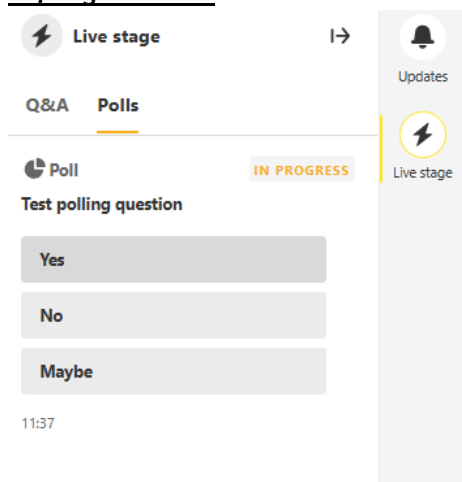 Live stage
Updates
Q&A Polls
Live stage
Poll IN PROGRESS
Test polling question
Yes
No
Maybe
11:37